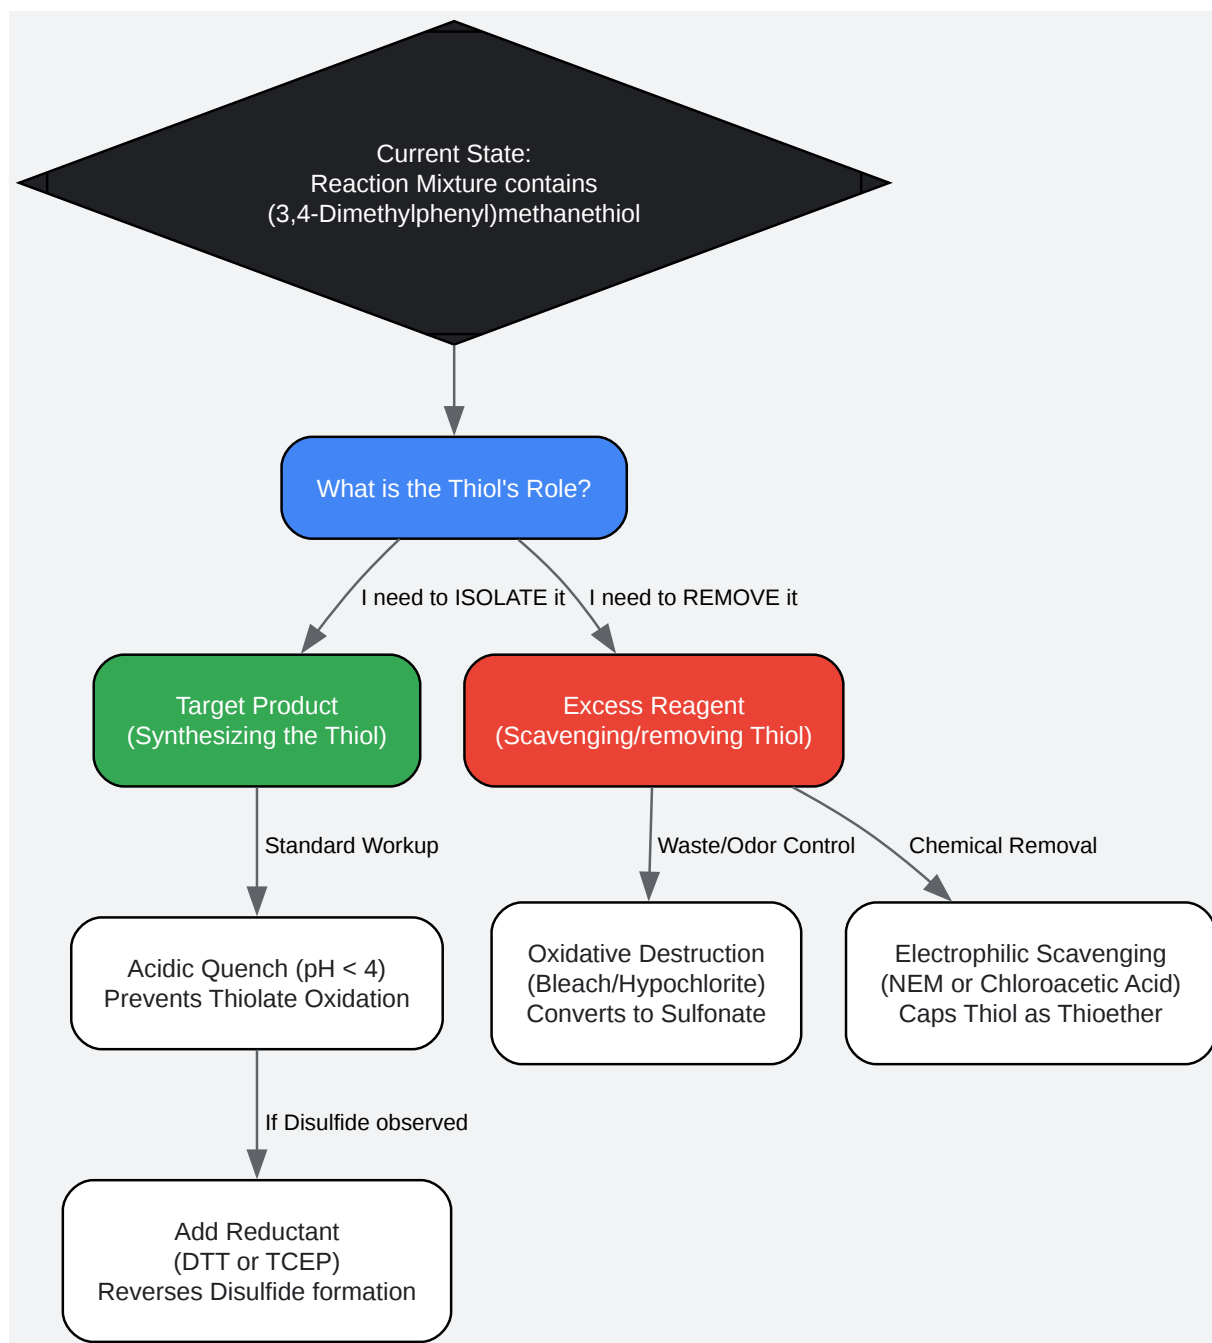 Current State:
Reaction Mixture contains
(3,4-Dimethylphenyl)methanethiol
What is the Thiol's Role?
I need to ISOLATE it
I need to REMOVE it
Target Product
(Synthesizing the Thiol)
Excess Reagent
(Scavenging/removing Thiol)
Standard Workup
Waste/Odor Control
Chemical Removal
Acidic Quench (pH < 4)
Prevents Thiolate Oxidation
Oxidative Destruction
(Bleach/Hypochlorite)
Converts to Sulfonate
Electrophilic Scavenging
(NEM or Chloroacetic Acid)
Caps Thiol as Thioether
If Disulfide observed
Add Reductant
(DTT or TCEP)
Reverses Disulfide formation